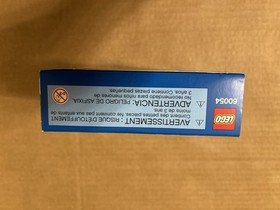 LEGO
60054
AVERTISSEMENT : RISQUE D'ÉTOUFFEMENT.
Contient des petites pièces. Ne convient pas aux enfants de
moins de 3 ans.
ADVERTENCIA: PELIGRO DE ASFIXIA.
No recomendado para niños menores de
3 años. Contiene piezas pequeñas.